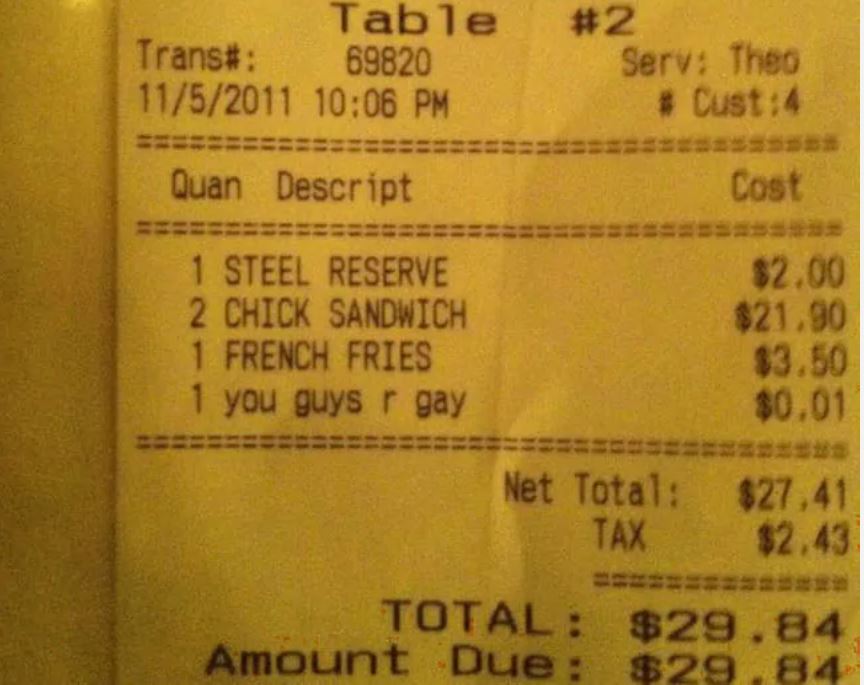 Table #2
Trans#: 69820 Serv: Theo
11/5/2011 10:06 PM # Cust:4
========================================
Quan Descript Cost
========================================
1 STEEL RESERVE $2.00
2 CHICK SANDWICH $21.90
1 FRENCH FRIES $3.50
1 you guys r gay $0.01
========================================
Net Total: $27.41
TAX $2.43
==============
TOTAL: $29.84
Amount Due: $29.84